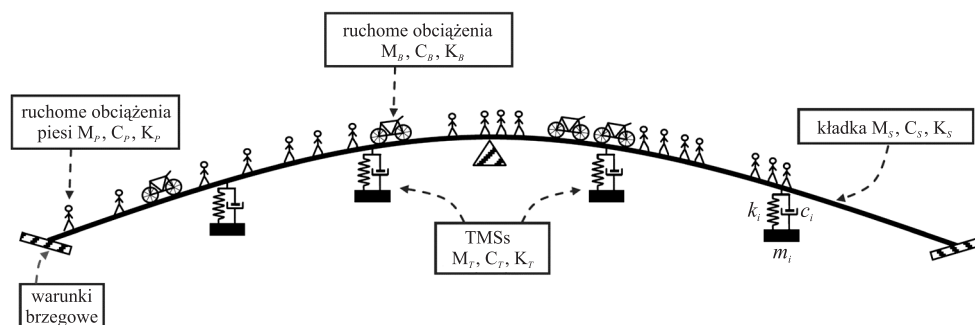 ruchome obciążenia
M_B, C_B, K_B
ruchome obciążenia
piesi M_P, C_P, K_P
kładka M_S, C_S, K_S
k_i
c_i
m_i
TMSs
M_T, C_T, K_T
warunki
brzegowe